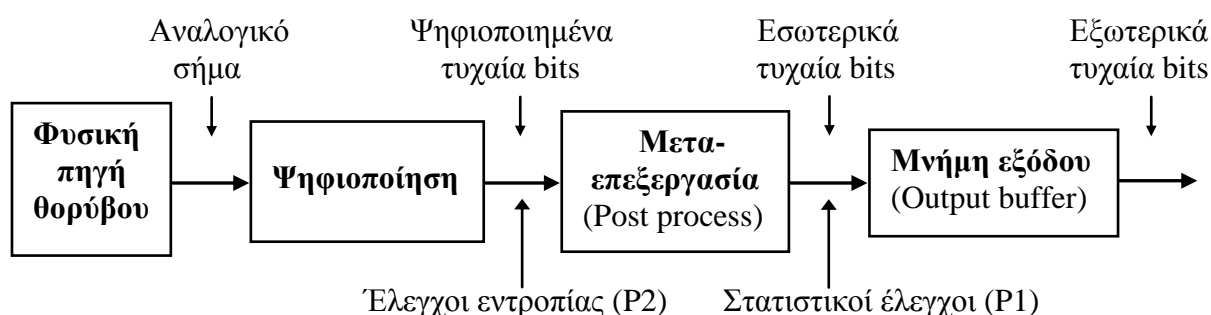 Αναλογικό
σήμα
Ψηφιοποιημένα
τυχαία bits
Εσωτερικά
τυχαία bits
Εξωτερικά
τυχαία bits
Φυσική
πηγή
θορύβου
Ψηφιοποίηση
Μετα-
επεξεργασία
(Post process)
Μνήμη εξόδου
(Output buffer)
Έλεγχοι εντροπίας (P2)
Στατιστικοί έλεγχοι (P1)